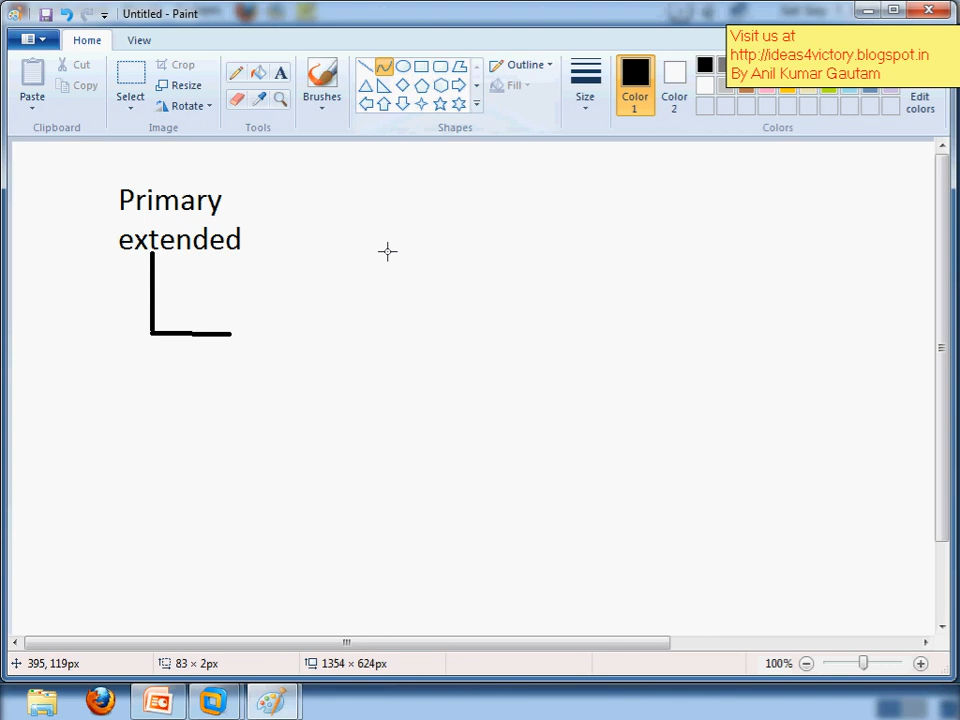 Untitled - Paint
Home
View
Visit us at
http://ideas4victory.blogspot.in
By Anil Kumar Gautam
Paste
Cut
Copy
Clipboard
Select
Crop
Resize
Rotate
Image
Tools
Brushes
Outline
Fill
Shapes
Size
Color
1
Color
2
Edit
colors
Colors
Primary
extended
395, 119px
83 × 2px
1354 × 624px
100%